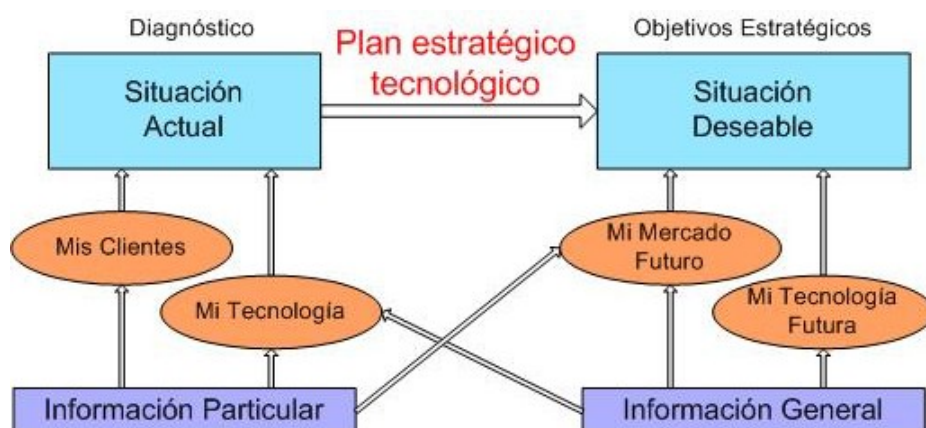 Diagnóstico
Plan estratégico
tecnológico
Objetivos Estratégicos
Situación
Actual
Situación
Deseable
Mis Clientes
Mi Mercado
Futuro
Mi Tecnología
Mi Tecnología
Futura
Información Particular
Información General